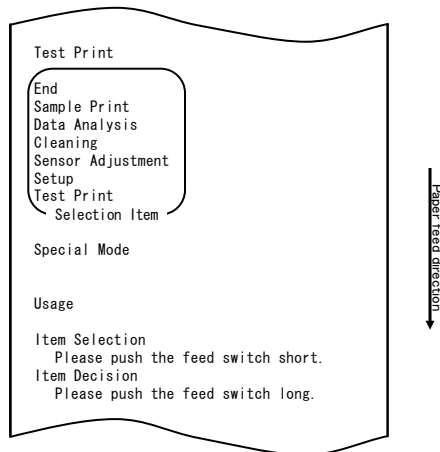 Test Print
End
Sample Print
Data Analysis
Cleaning
Sensor Adjustment
Setup
Test Print
Selection Item
Special Mode
Usage
Item Selection
Please push the feed switch short.
Item Decision
Please push the feed switch long.
Paper feed direction